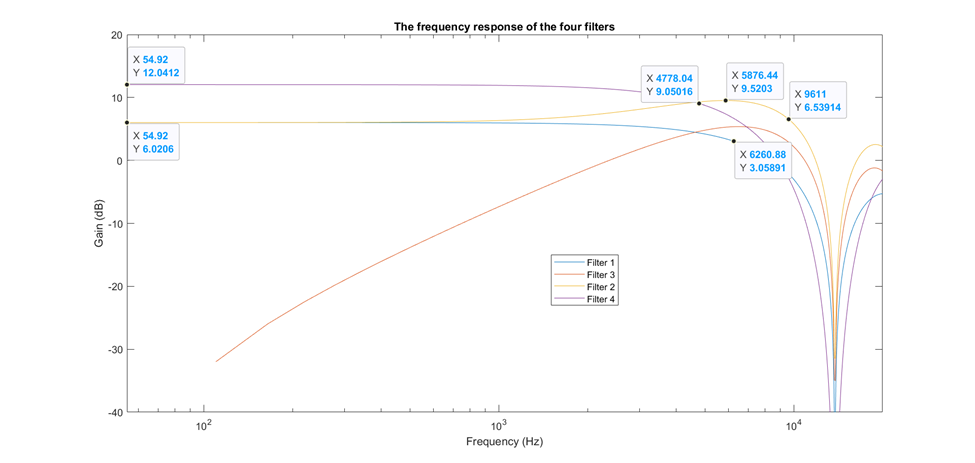 The frequency response of the four filters
20
10
0
-10
-20
-30
-40
Gain (dB)
X 54.92
Y 12.0412
X 54.92
Y 6.0206
X 4778.04
Y 9.05016
X 5876.44
Y 9.5203
X 9611
Y 6.53914
X 6260.88
Y 3.05891
Filter 1
Filter 3
Filter 2
Filter 4
10²
10³
10⁴
Frequency (Hz)